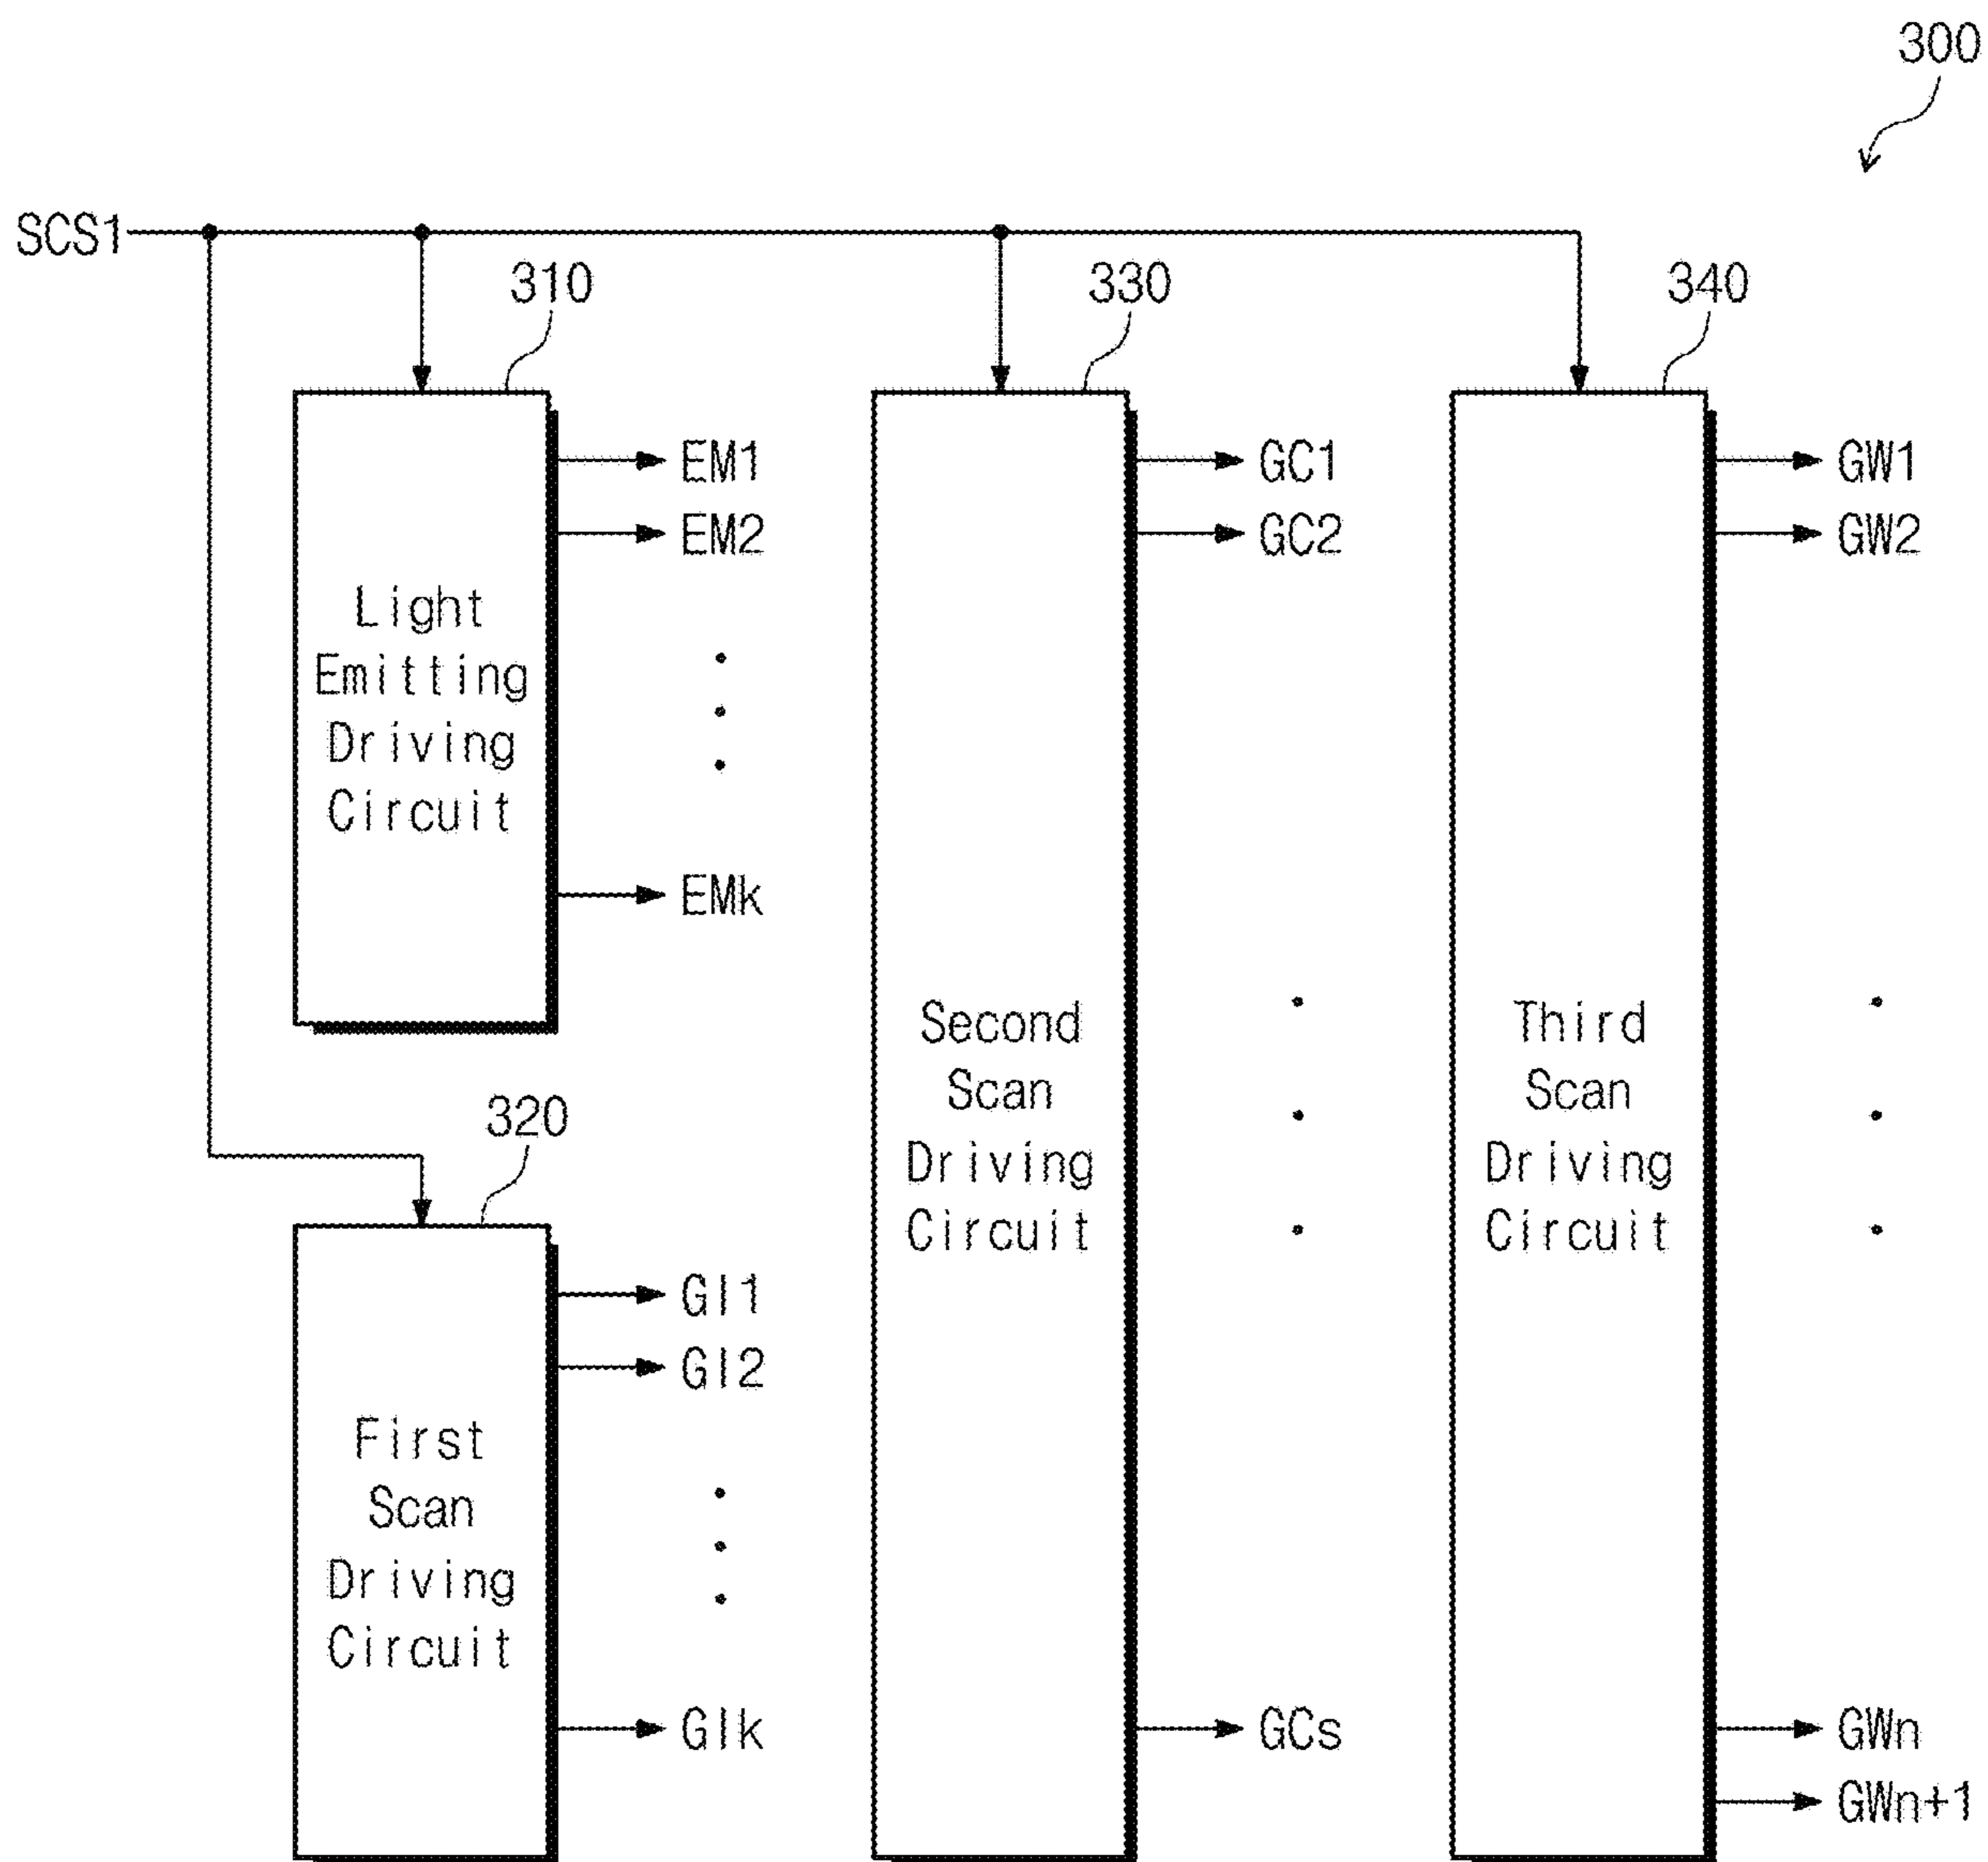 300
SCS1
310
330
340
EM1
EM2
Light
Emitting
Driving
Circuit
EMk
320
GI1
GI2
First
Scan
Driving
Circuit
GIk
GC1
GC2
Second
Scan
Driving
Circuit
GCs
GW1
GW2
Third
Scan
Driving
Circuit
GWn
GWn+1